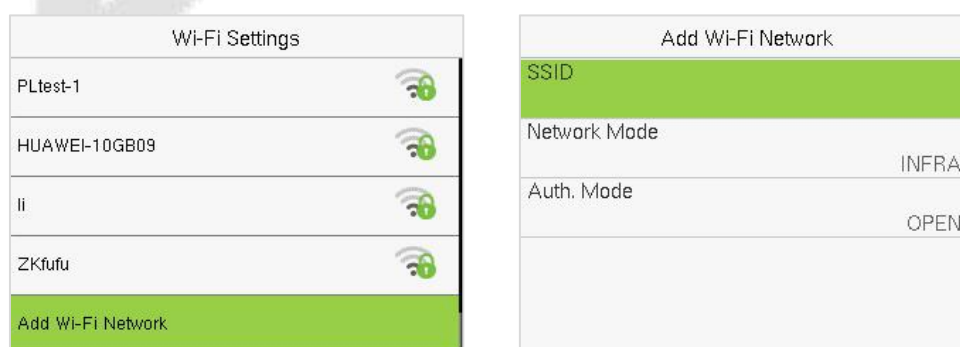 Wi-Fi Settings
PLtest-1
HUAWEI-10GB09
li
ZKfufu
Add Wi-Fi Network
Add Wi-Fi Network
SSID
Network Mode
INFRA
Auth. Mode
OPEN